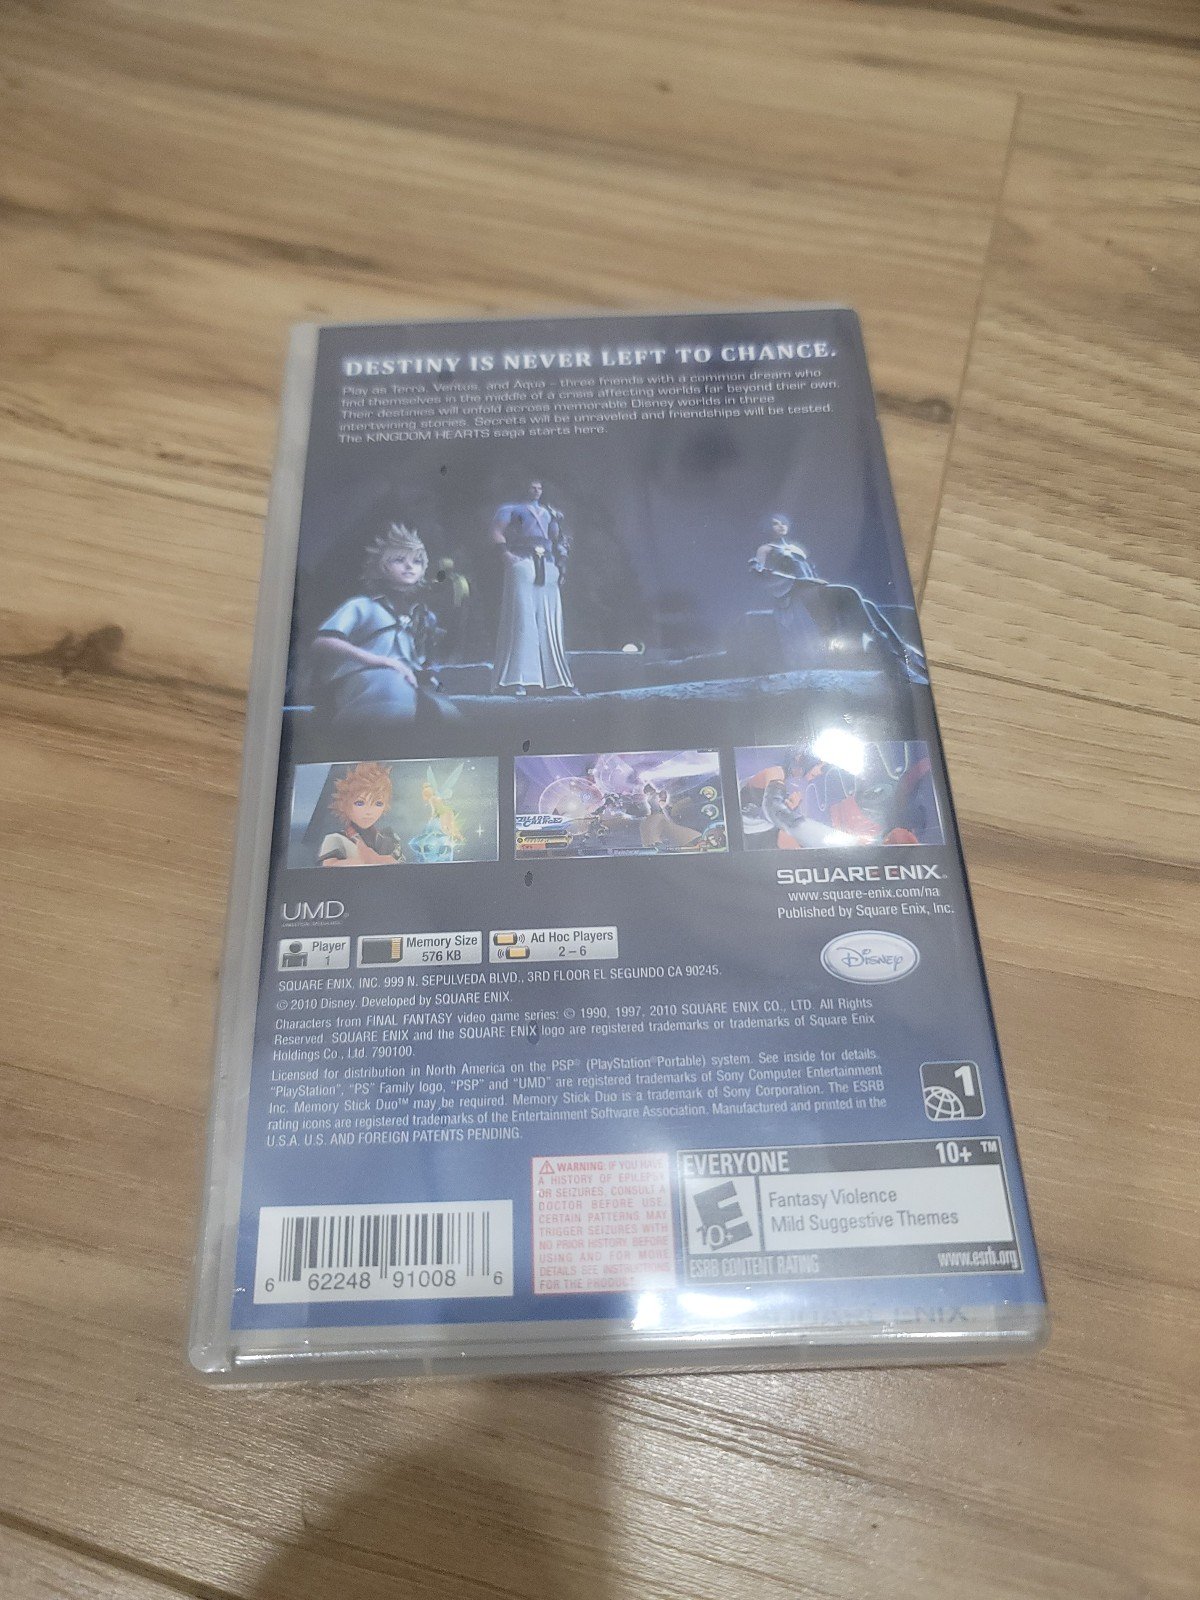 DESTINY IS NEVER LEFT TO CHANCE.
Play as Terra, Ventus, and Aqua – three friends with a common dream who
find themselves in the middle of a crisis affecting worlds far beyond their own.
Their destinies will unfold across memorable Disney worlds in three
intertwining stories. Secrets will be unraveled and friendships will be tested.
The KINGDOM HEARTS saga starts here.
SQUARE ENIX®
www.square-enix.com/na
Published by Square Enix, Inc.
UMD
Player
1
Memory Size
576 KB
Ad Hoc Players
2 – 6
Disney
SQUARE ENIX, INC. 999 N. SEPULVEDA BLVD., 3RD FLOOR EL SEGUNDO CA 90245.
© 2010 Disney. Developed by SQUARE ENIX.
Characters from FINAL FANTASY video game series: © 1990, 1997, 2010 SQUARE ENIX CO., LTD. All Rights
Reserved. SQUARE ENIX and the SQUARE ENIX logo are registered trademarks or trademarks of Square Enix
Holdings Co., Ltd. 790100.
Licensed for distribution in North America on the PSP® (PlayStation®Portable) system. See inside for details.
"PlayStation", "PS" Family logo, "PSP" and "UMD" are registered trademarks of Sony Computer Entertainment
Inc. Memory Stick Duo™ may be required. Memory Stick Duo is a trademark of Sony Corporation. The ESRB
rating icons are registered trademarks of the Entertainment Software Association. Manufactured and printed in the
U.S.A. U.S. AND FOREIGN PATENTS PENDING.
1
WARNING: IF YOU HAVE
A HISTORY OF EPILEPSY
OR SEIZURES, CONSULT A
DOCTOR BEFORE USE.
CERTAIN PATTERNS MAY
TRIGGER SEIZURES WITH
NO PRIOR HISTORY. BEFORE
USING AND FOR MORE
DETAILS SEE INSTRUCTIONS
FOR THE PRODUCT.
EVERYONE 10+ ™
E
10+
Fantasy Violence
Mild Suggestive Themes
ESRB CONTENT RATING www.esrb.org
6 62248 91008 6
SQUARE ENIX